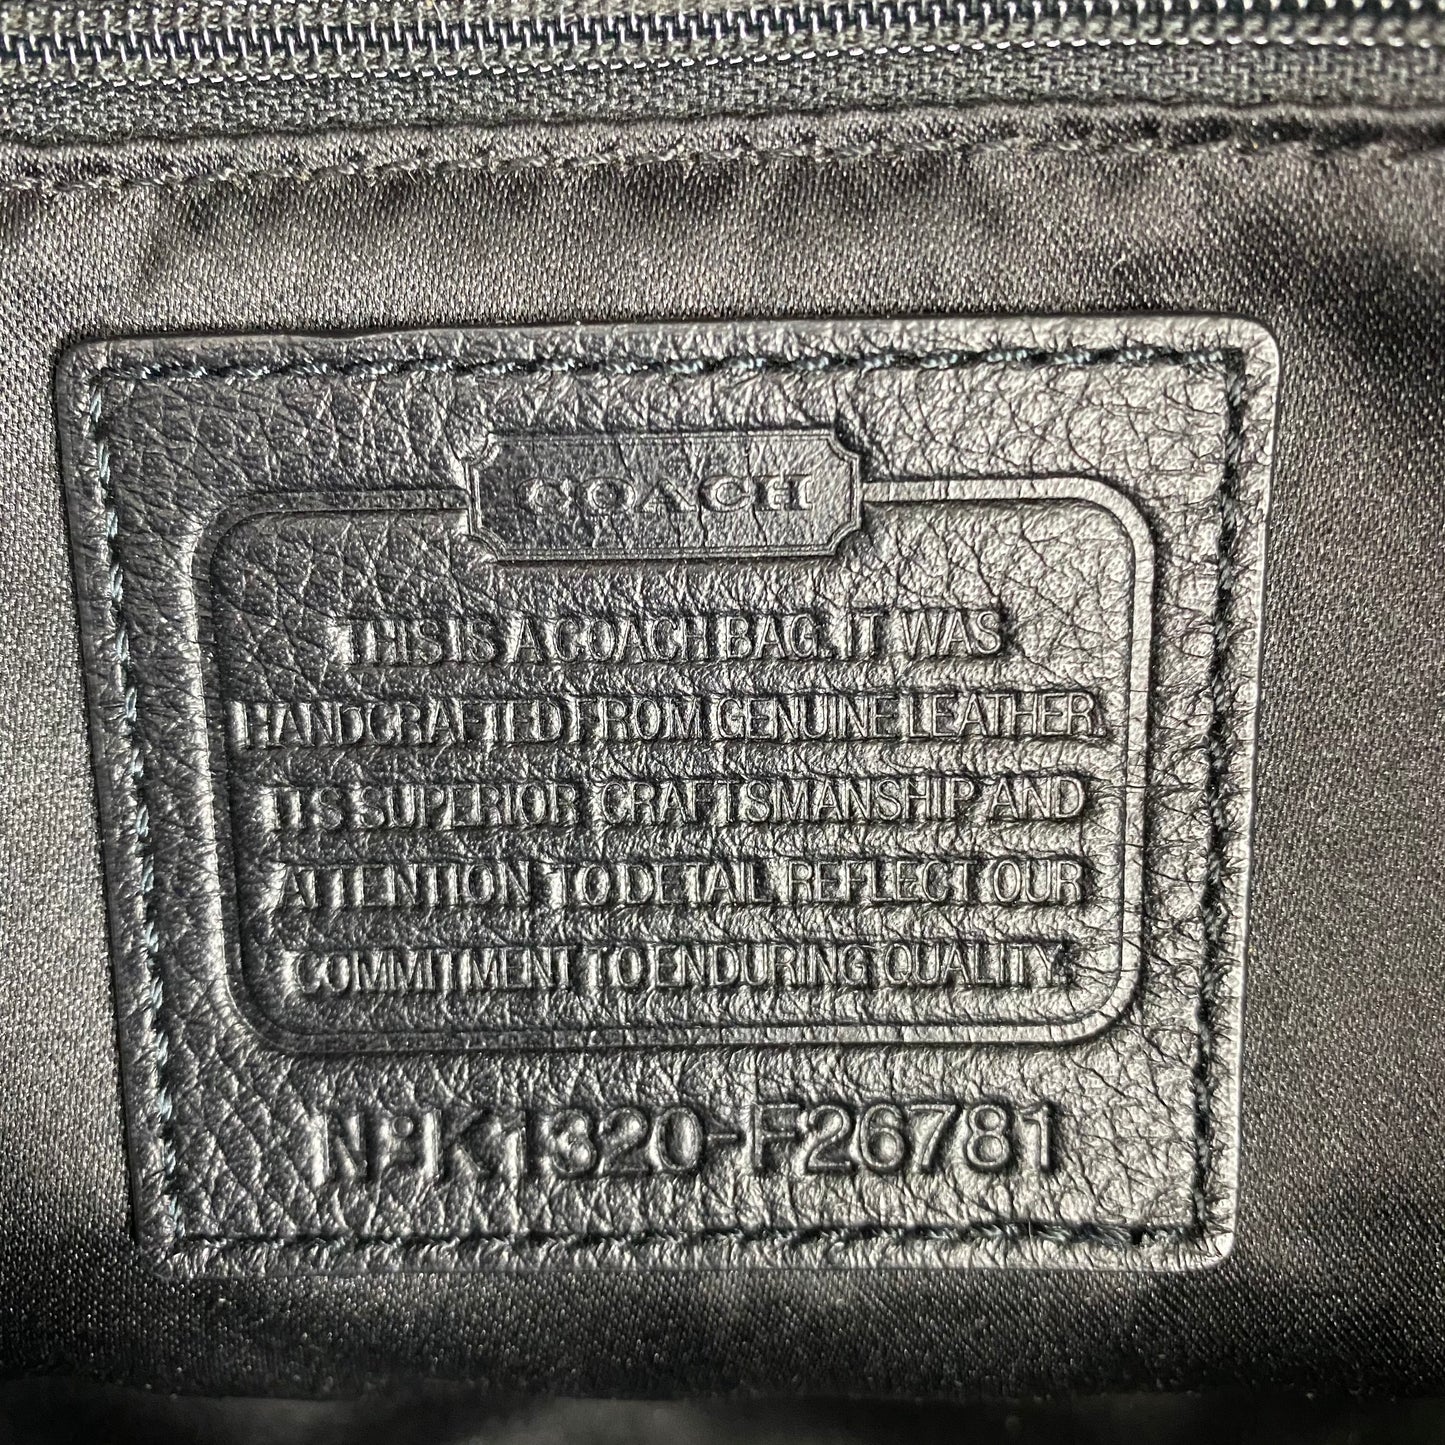 COACH
THIS IS A COACH BAG. IT WAS
HANDCRAFTED FROM GENUINE LEATHER.
ITS SUPERIOR CRAFTSMANSHIP AND
ATTENTION TO DETAIL REFLECT OUR
COMMITMENT TO ENDURING QUALITY.
Nº K1320-F26781